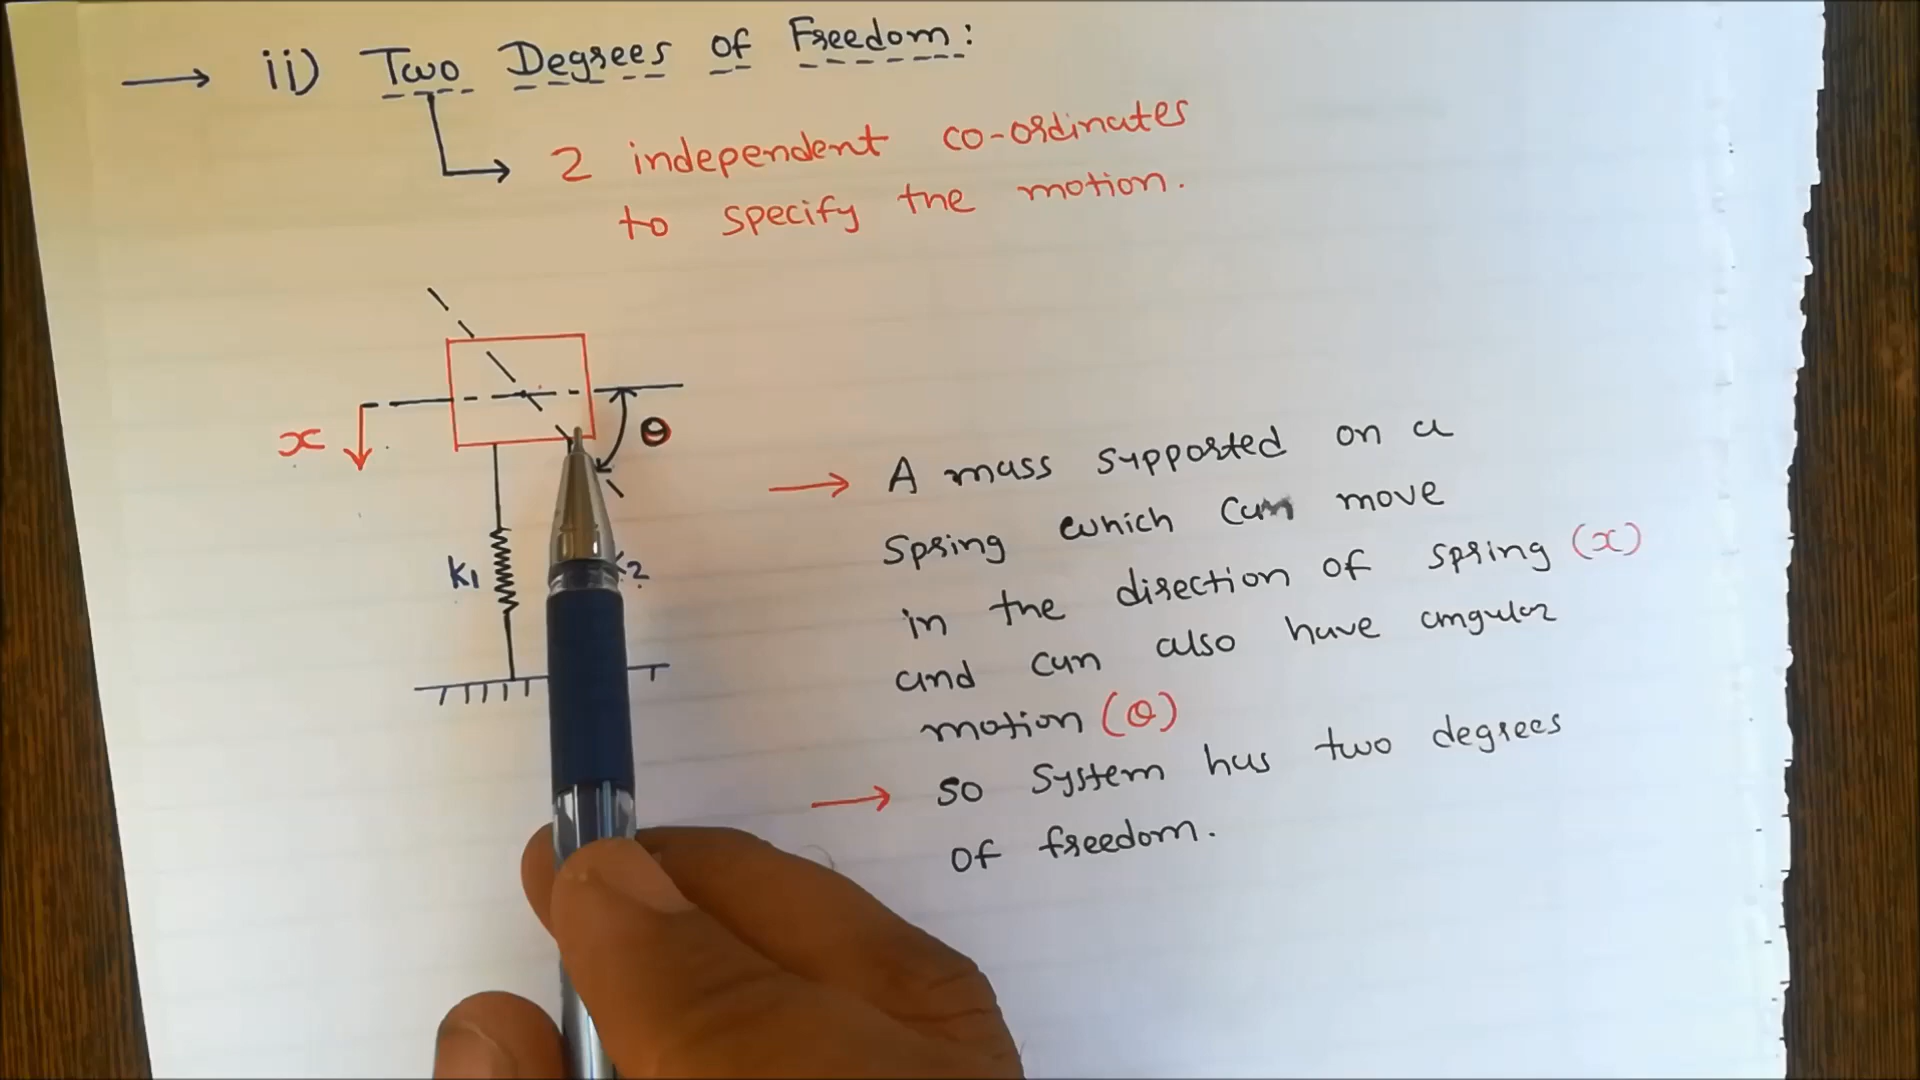 ii) Two Degrees of Freedom:
2 independent co-ordinates
to specify the motion.
x
θ
K1
2
A mass supported on a
spring which can move
in the direction of spring (x)
and can also have angular
motion (θ)
So system has two degrees
of freedom.